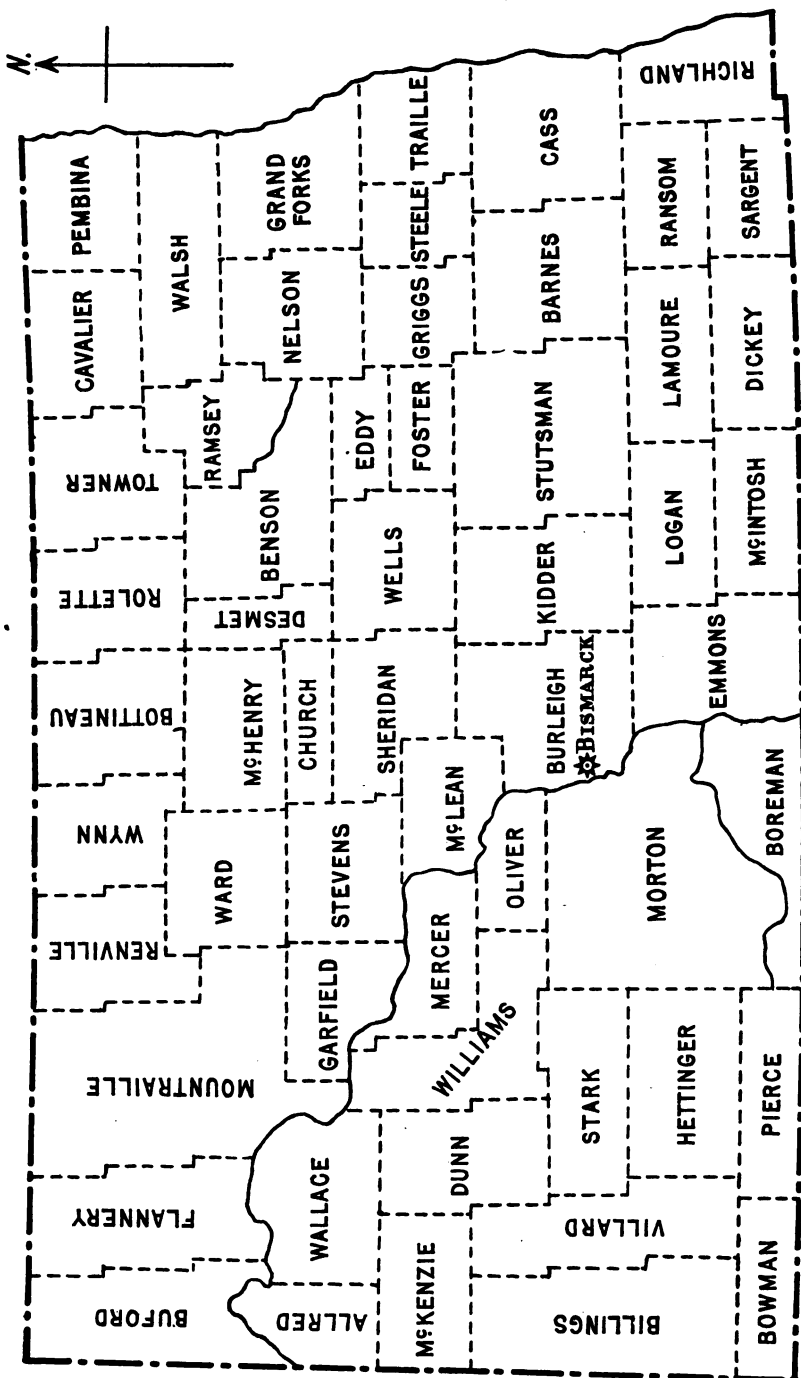 N.
BUFORD
FLANNERY
MOUNTRAILLE
RENVILLE
WYNN
BOTTINEAU
ROLETTE
TOWNER
CAVALIER
PEMBINA
WARD
McHENRY
DESMET
BENSON
RAMSEY
WALSH
NELSON
GRAND
FORKS
ALLRED
WALLACE
GARFIELD
STEVENS
CHURCH
SHERIDAN
WELLS
EDDY
FOSTER
GRIGGS
STEELE
TRAILLE
McKENZIE
DUNN
WILLIAMS
MERCER
McLEAN
OLIVER
BURLEIGH
BISMARCK
KIDDER
STUTSMAN
BARNES
CASS
BILLINGS
VILLARD
STARK
HETTINGER
MORTON
EMMONS
LOGAN
LAMOURE
RANSOM
RICHLAND
BOWMAN
PIERCE
BOREMAN
McINTOSH
DICKEY
SARGENT